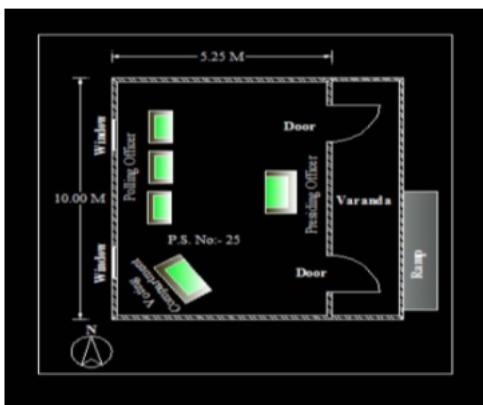 5.25 M
Window
Polling Officer
Door
10.00 M
Presiding Officer
Varanda
P.S. No:- 25
Window
Voting
Compartment
Door
Ramp
N